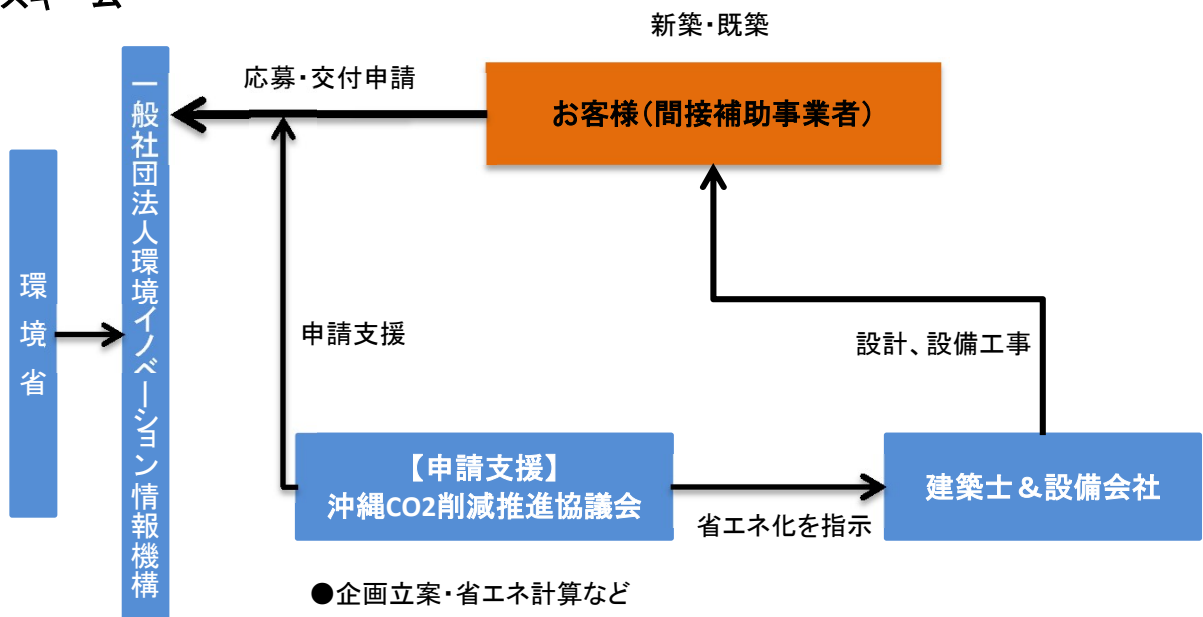 スキーム
新築・既築
応募・交付申請
お客様（間接補助事業者）
一般社団法人環境イノベーション情報機構
環境省
申請支援
設計、設備工事
【申請支援】
沖縄CO2削減推進協議会
建築士＆設備会社
省エネ化を指示
●企画立案・省エネ計算など